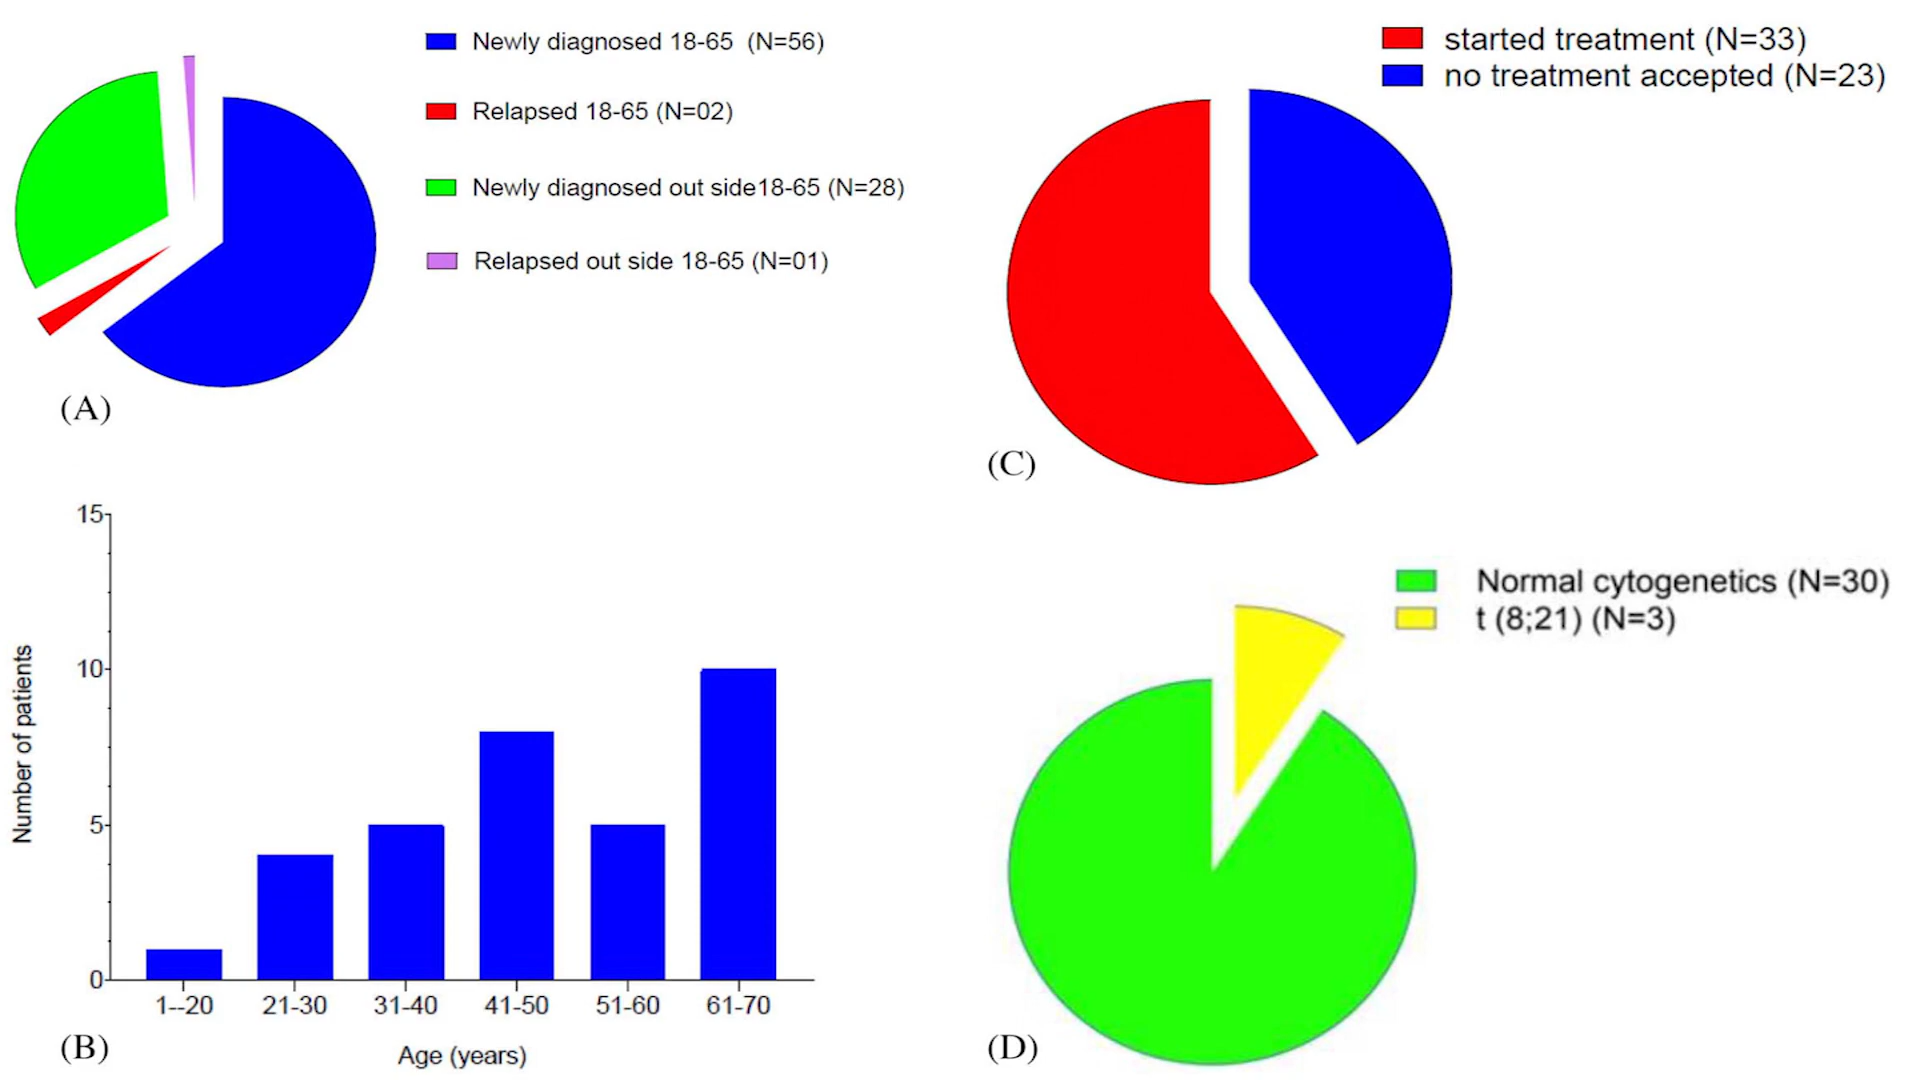 Newly diagnosed 18-65 (N=56)
Relapsed 18-65 (N=02)
Newly diagnosed out side18-65 (N=28)
Relapsed out side 18-65 (N=01)
(A)
started treatment (N=33)
no treatment accepted (N=23)
(C)
15
10
5
0
Number of patients
1--20 21-30 31-40 41-50 51-60 61-70
Age (years)
(B)
Normal cytogenetics (N=30)
t (8;21) (N=3)
(D)